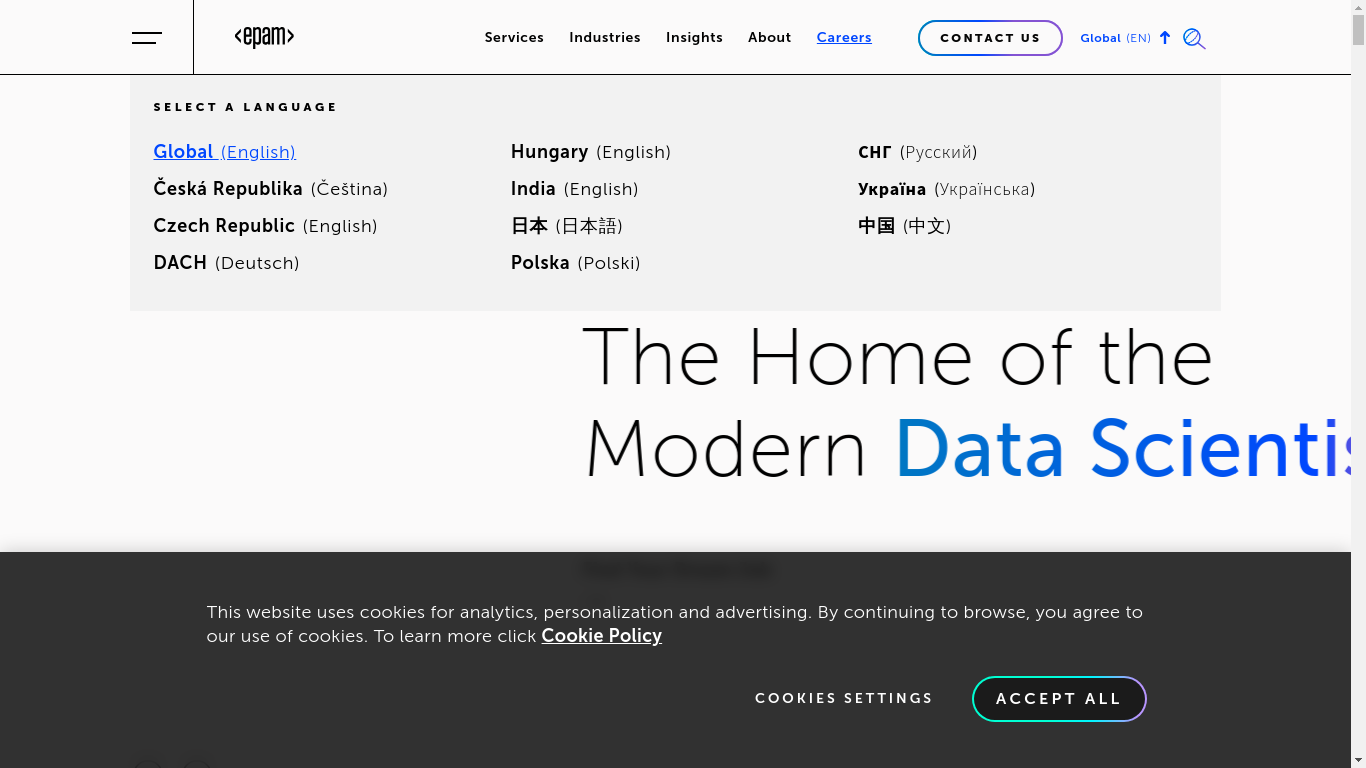 <epam>
Services Industries Insights About Careers CONTACT US Global (EN)
SELECT A LANGUAGE
Global (English)
Česká Republika (Čeština)
Czech Republic (English)
DACH (Deutsch)
Hungary (English)
India (English)
日本 (日本語)
Polska (Polski)
СНГ (Русский)
Україна (Українська)
中国 (中文)
The Home of the
Modern Data Scientis
This website uses cookies for analytics, personalization and advertising. By continuing to browse, you agree to
our use of cookies. To learn more click Cookie Policy
COOKIES SETTINGS ACCEPT ALL